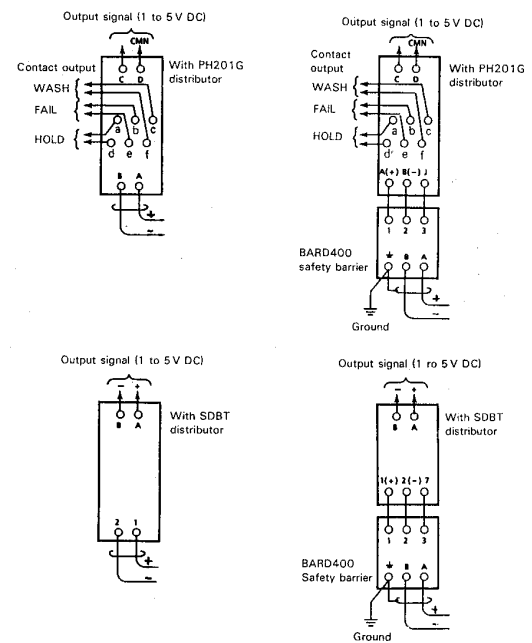 Output signal (1 to 5 V DC)
CMN
C D
Contact output
With PH201G
distributor
WASH
FAIL
HOLD
a b c
d e f
B A
+
~
Output signal (1 to 5 V DC)
CMN
C D
Contact
output
With PH201G
distributor
WASH
FAIL
HOLD
a b c
d e f
A(+) B(-) J
1 2 3
BARD400
safety barrier
B A
+
~
Ground
Output signal (1 to 5 V DC)
- +
B A
With SDBT
distributor
2 1
+
~
Output signal (1 ro 5 V DC)
- +
B A
With SDBT
distributor
1(+) 2(-) 7
1 2 3
BARD400
Safety barrier
B A
+
~
Ground